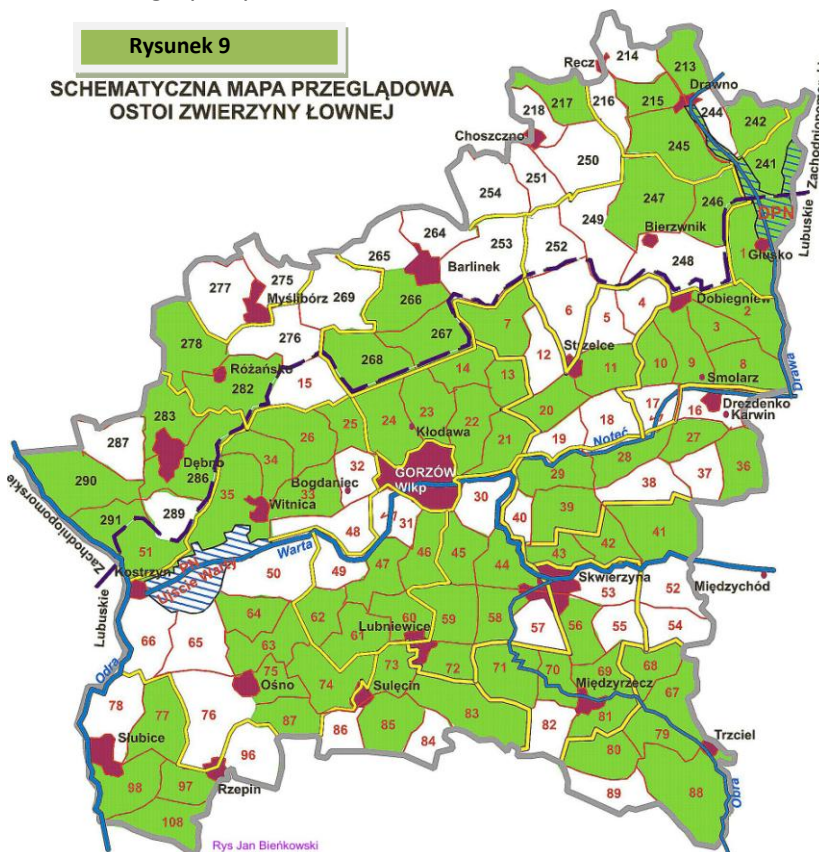 Rysunek 9
SCHEMATYCZNA MAPA PRZEGLĄDOWA
OSTOI ZWIERZYNY ŁOWNEJ
Ręcz
214
213
Drawno
218
217
216
215
244
242
Choszczno
245
241
250
251
254
247
246
DPN
Zachodniopomorskie
Lubuskie
264
253
252
249
Bierzwnik
248
1
Głusko
265
Barlinek
277
275
Myślibórz
269
266
267
276
268
278
Różańsko
282
15
7
6
5
4
Dobiegniew
2
3
12
Strzelce
11
10
9
8
Smolarz
Drawa
14
13
283
287
Dębno
286
290
291
289
51
25
24
23
22
21
Kłodawa
20
19
18
17
16
Drezdenko
Karwin
Noteć
26
34
35
33
Witnica
Bogdaniec
32
GORZÓW
Wlkp
30
31
29
28
27
36
37
38
39
40
41
42
43
Zachodniopomorskie
Lubuskie
Kostrzyn
PN
Ujście Warty
Warta
48
50
49
47
46
45
44
Skwierzyna
53
52
Międzychód
54
55
56
57
58
59
60
61
62
Lubniewice
64
63
65
66
Odra
75
74
73
72
71
70
69
68
67
Ośno
Sulęcin
Międzyrzecz
81
78
77
76
87
86
85
84
83
82
80
79
Trzciel
Słubice
96
98
97
Rzepin
108
89
88
Obra
Rys Jan Bieńkowski